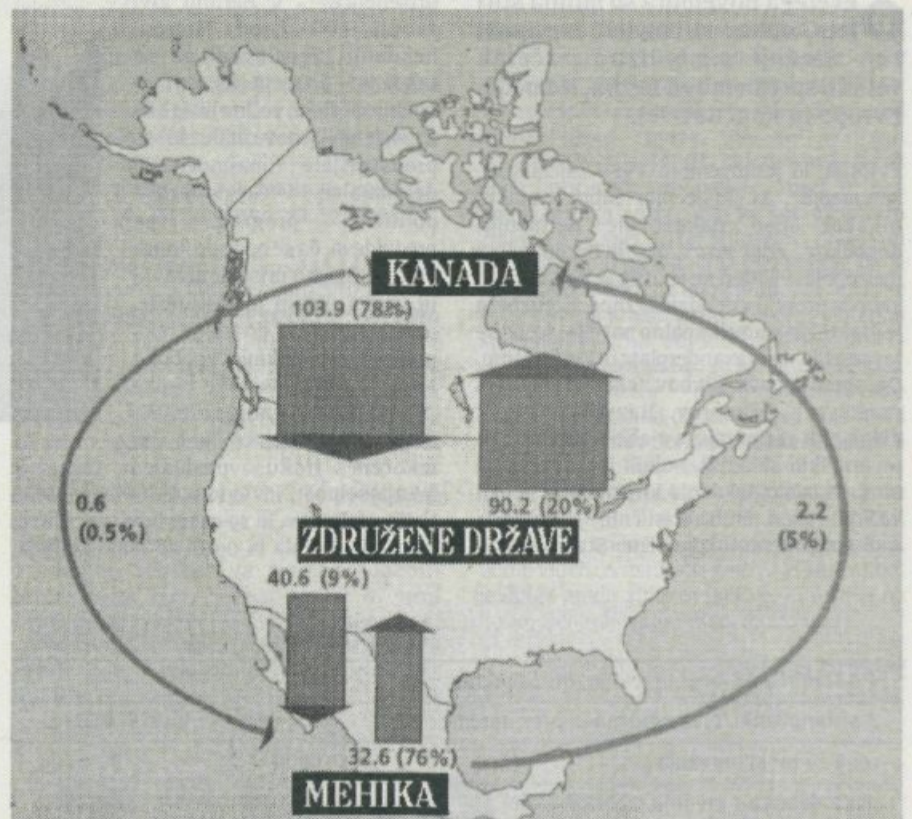 KANADA
103.9 (78%)
90.2 (20%)
0.6
(0.5%)
2.2
(5%)
ZDRUŽENE DRŽAVE
40.6 (9%)
32.6 (76%)
MEHIKA